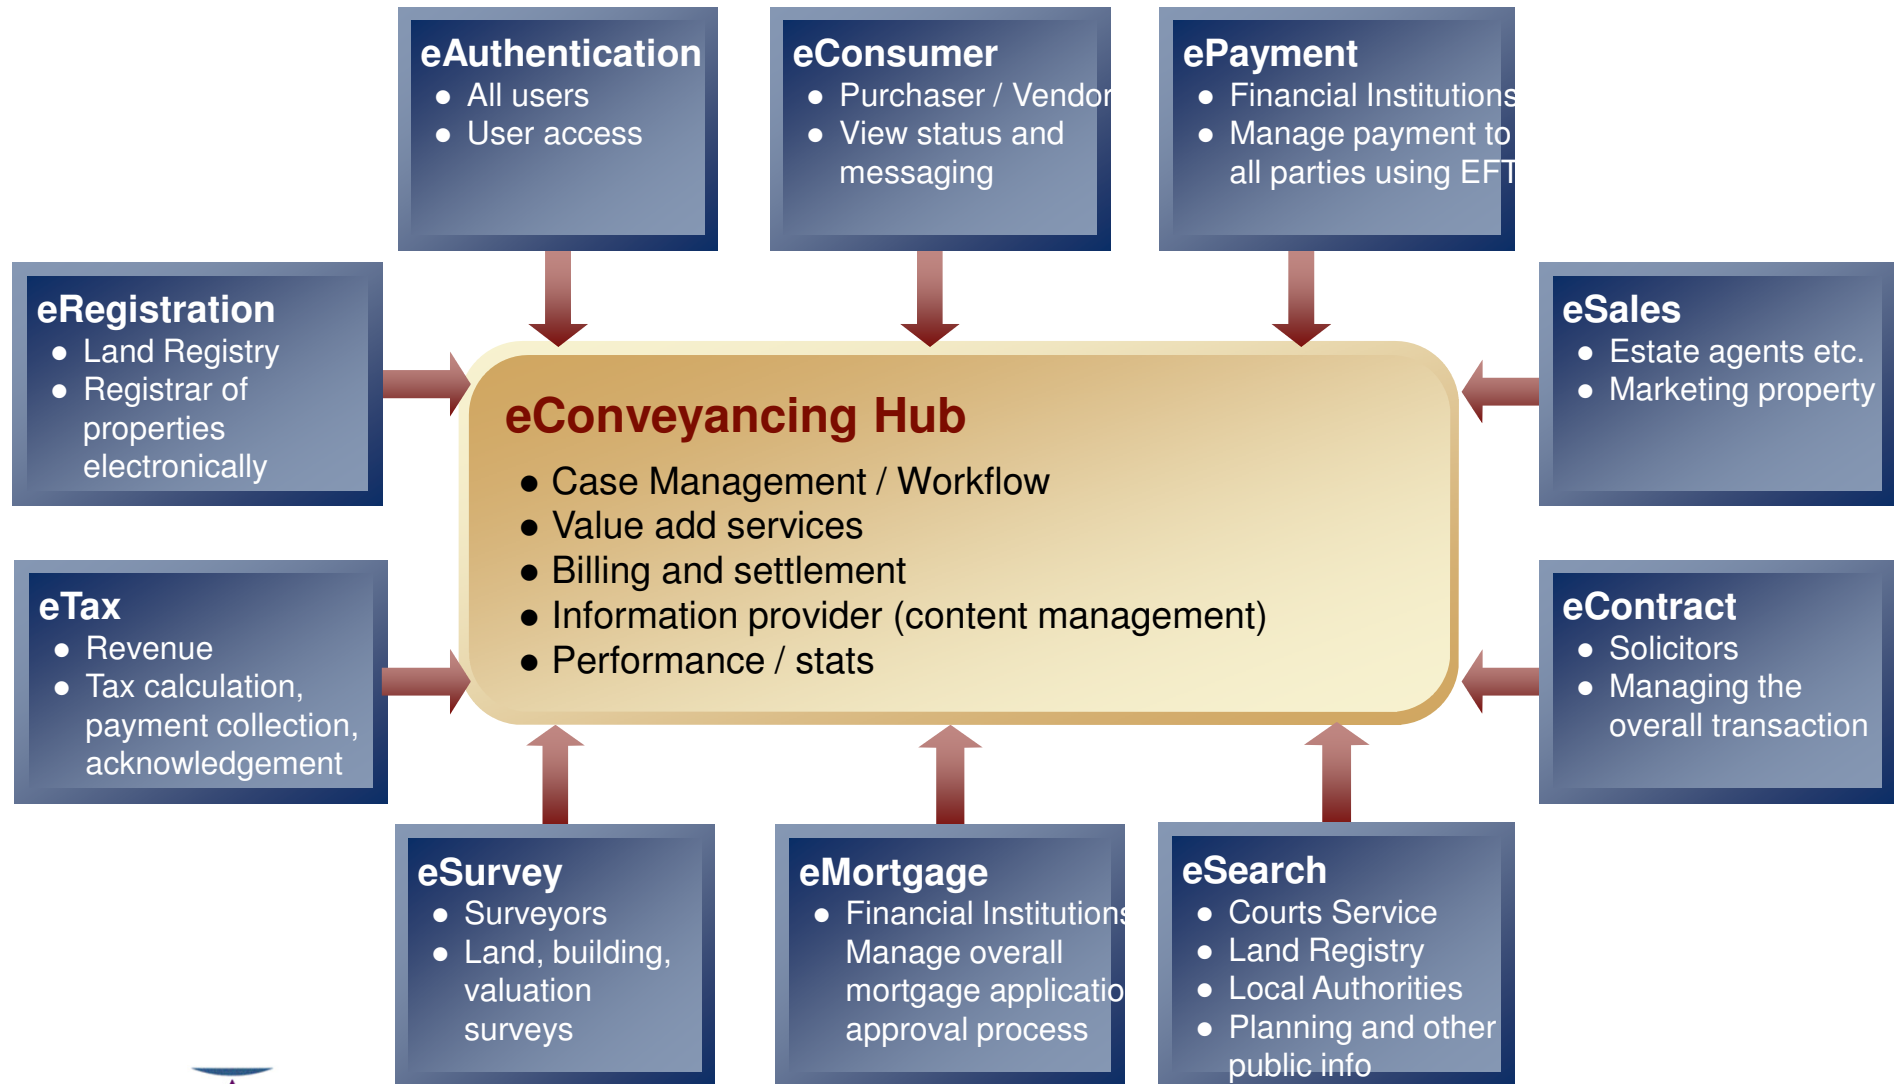 eAuthentication
● All users
● User access
eConsumer
● Purchaser / Vendor
● View status and
messaging
ePayment
● Financial Institutions
● Manage payment to
all parties using EFT
eRegistration
● Land Registry
● Registrar of
properties
electronically
eSales
● Estate agents etc.
● Marketing property
eConveyancing Hub
● Case Management / Workflow
● Value add services
● Billing and settlement
● Information provider (content management)
● Performance / stats
eTax
● Revenue
● Tax calculation,
payment collection,
acknowledgement
eContract
● Solicitors
● Managing the
overall transaction
eSurvey
● Surveyors
● Land, building,
valuation
surveys
eMortgage
● Financial Institutions
Manage overall
mortgage applicatio
approval process
eSearch
● Courts Service
● Land Registry
● Local Authorities
● Planning and other
public info